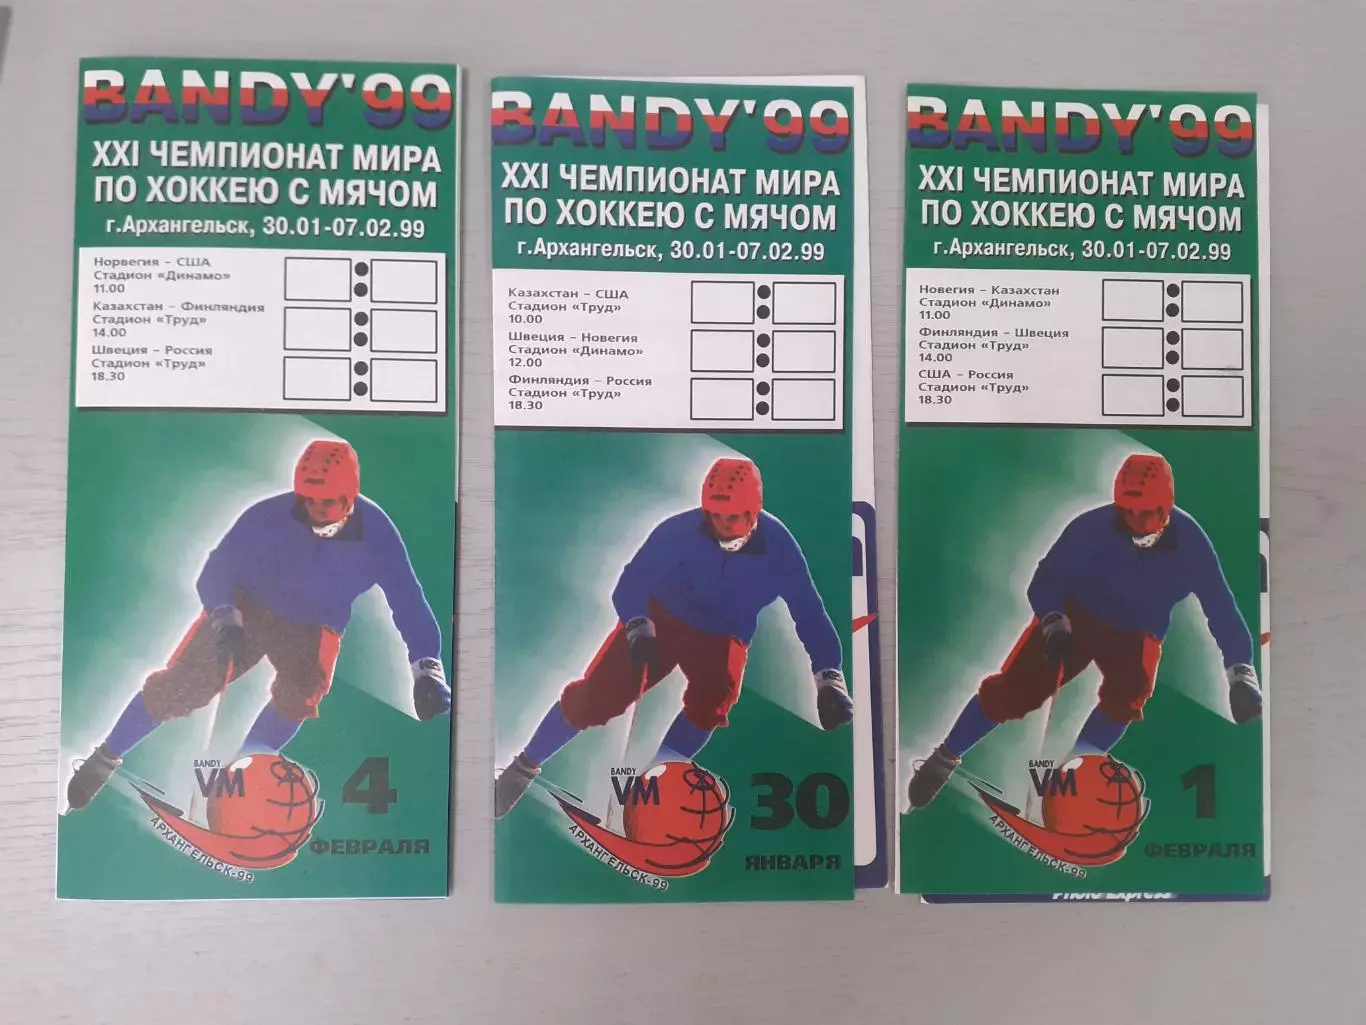 BANDY'99
XXI ЧЕМПИОНАТ МИРА
ПО ХОККЕЮ С МЯЧОМ
г.Архангельск, 30.01-07.02.99
Норвегия – США
Стадион «Динамо»
11.00
Казахстан – Финляндия
Стадион «Труд»
14.00
Швеция – Россия
Стадион «Труд»
18.30
BANDY
VM
АРХАНГЕЛЬСК-99
4
ФЕВРАЛЯ
BANDY'99
XXI ЧЕМПИОНАТ МИРА
ПО ХОККЕЮ С МЯЧОМ
г.Архангельск, 30.01-07.02.99
Казахстан – США
Стадион «Труд»
10.00
Швеция – Новегия
Стадион «Динамо»
12.00
Финляндия – Россия
Стадион «Труд»
18.30
BANDY
VM
АРХАНГЕЛЬСК-99
30
ЯНВАРЯ
BANDY'99
XXI ЧЕМПИОНАТ МИРА
ПО ХОККЕЮ С МЯЧОМ
г.Архангельск, 30.01-07.02.99
Новегия – Казахстан
Стадион «Динамо»
11.00
Финляндия – Швеция
Стадион «Труд»
14.00
США – Россия
Стадион «Труд»
18.30
BANDY
VM
АРХАНГЕЛЬСК-99
1
ФЕВРАЛЯ
Photo Express